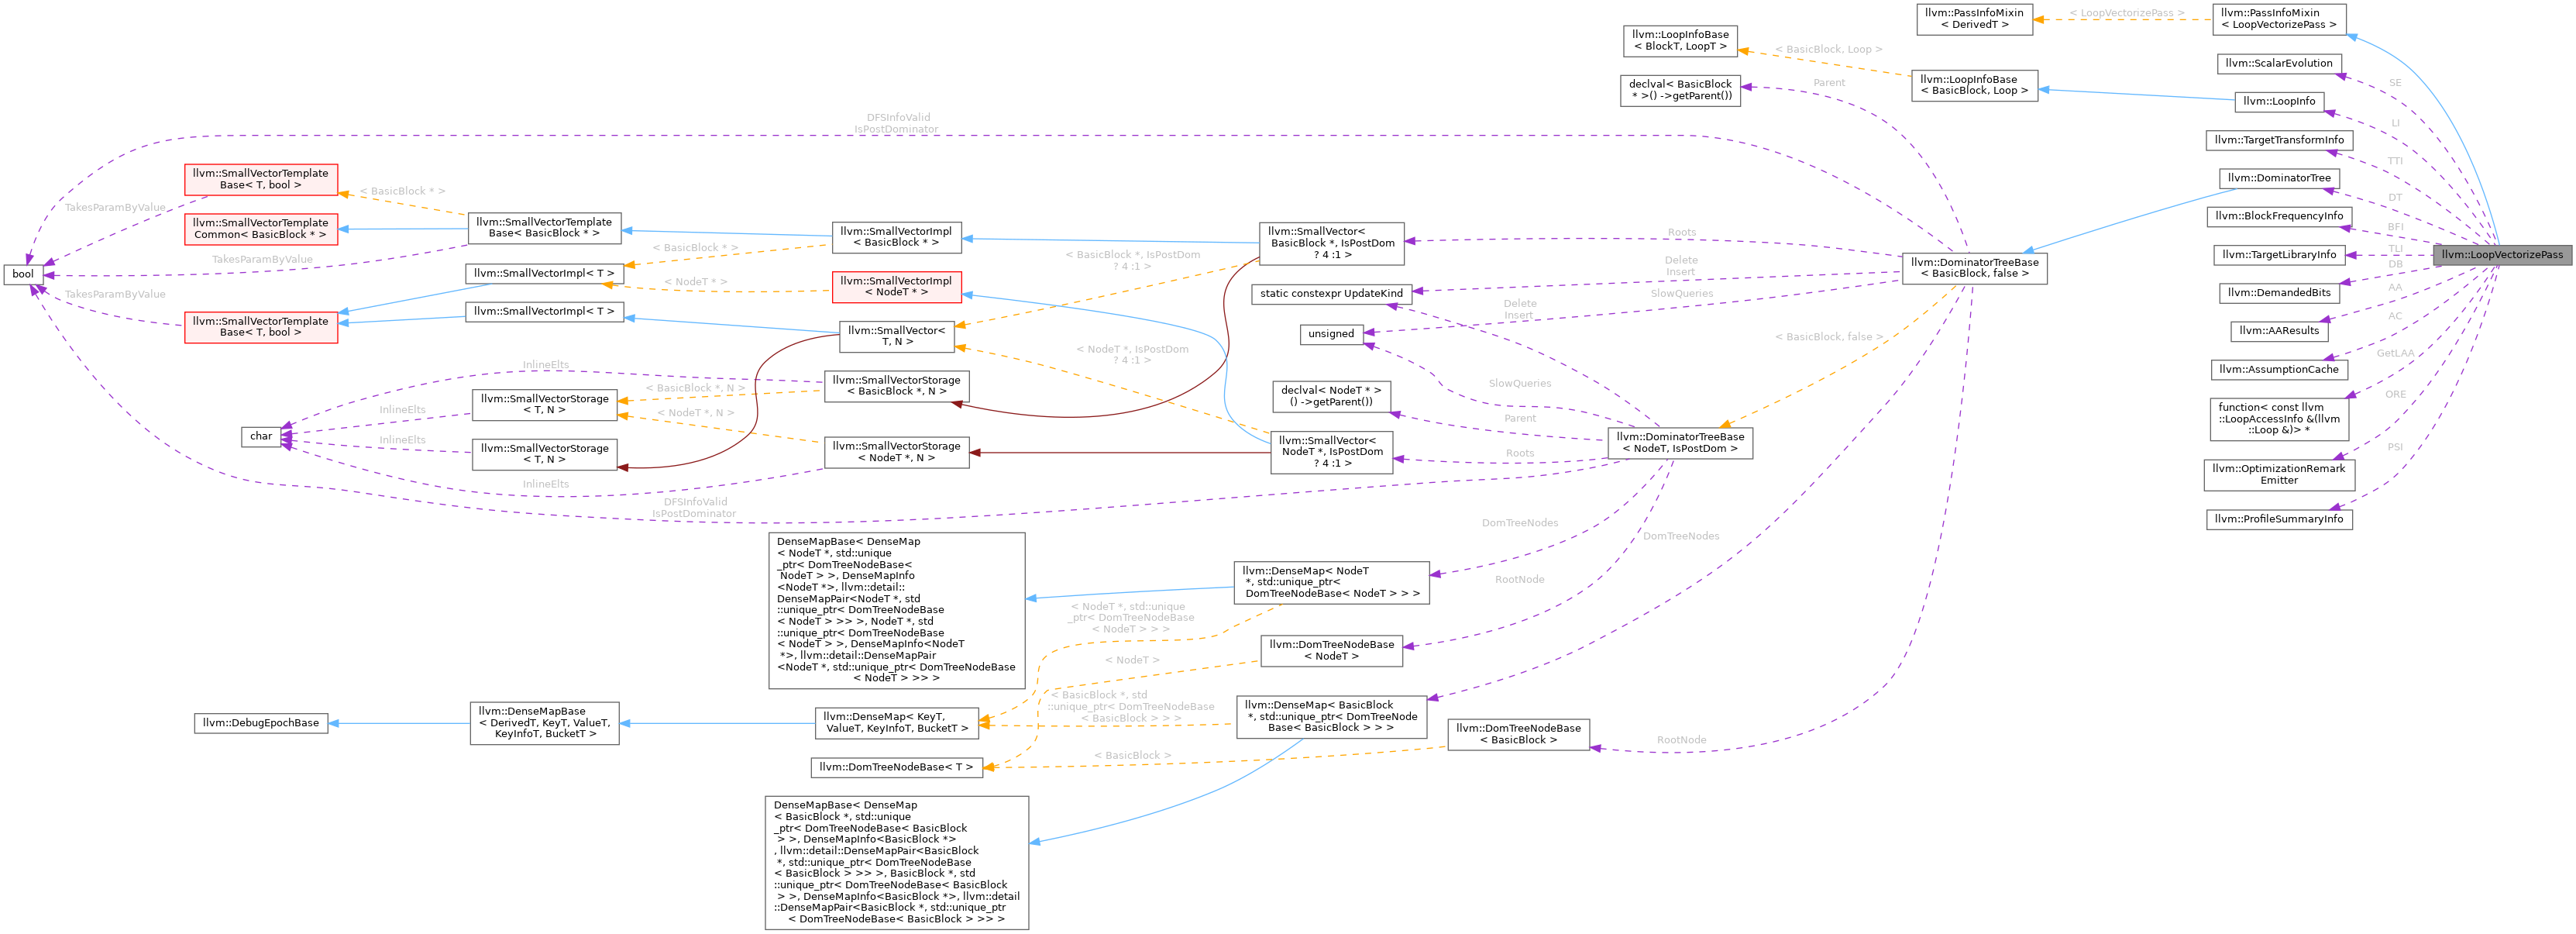 llvm::PassInfoMixin
< DerivedT >
< LoopVectorizePass >
llvm::PassInfoMixin
< LoopVectorizePass >
llvm::LoopInfoBase
< BlockT, LoopT >
< BasicBlock, Loop >
llvm::ScalarEvolution
SE
declval< BasicBlock
* >() ->getParent())
Parent
llvm::LoopInfoBase
< BasicBlock, Loop >
llvm::LoopInfo
LI
DFSInfoValid
IsPostDominator
llvm::TargetTransformInfo
TTI
llvm::SmallVectorTemplate
Base< T, bool >
< BasicBlock * >
llvm::DominatorTree
DT
TakesParamByValue
llvm::SmallVectorTemplate
Common< BasicBlock * >
llvm::SmallVectorTemplate
Base< BasicBlock * >
llvm::SmallVectorImpl
< BasicBlock * >
llvm::SmallVector<
BasicBlock *, IsPostDom
? 4 :1 >
Roots
llvm::BlockFrequencyInfo
BFI
bool
TakesParamByValue
< BasicBlock * >
< BasicBlock *, IsPostDom
? 4 :1 >
llvm::TargetLibraryInfo
TLI
llvm::LoopVectorizePass
llvm::SmallVectorImpl< T >
< NodeT * >
llvm::SmallVectorImpl
< NodeT * >
Delete
Insert
llvm::DominatorTreeBase
< BasicBlock, false >
DB
TakesParamByValue
static constexpr UpdateKind
SlowQueries
llvm::DemandedBits
AA
llvm::SmallVectorTemplate
Base< T, bool >
llvm::SmallVectorImpl< T >
llvm::SmallVector<
T, N >
Delete
Insert
unsigned
llvm::AAResults
AC
< BasicBlock, false >
< NodeT *, IsPostDom
? 4 :1 >
GetLAA
InlineElts
llvm::SmallVectorStorage
< BasicBlock *, N >
llvm::AssumptionCache
< BasicBlock *, N >
SlowQueries
ORE
llvm::SmallVectorStorage
< T, N >
declval< NodeT * >
() ->getParent())
InlineElts
< NodeT *, N >
Parent
function< const llvm
::LoopAccessInfo &(llvm
::Loop &)> *
char
InlineElts
llvm::SmallVectorStorage
< T, N >
llvm::SmallVectorStorage
< NodeT *, N >
llvm::SmallVector<
NodeT *, IsPostDom
? 4 :1 >
Roots
llvm::DominatorTreeBase
< NodeT, IsPostDom >
PSI
llvm::OptimizationRemark
Emitter
InlineElts
DFSInfoValid
IsPostDominator
llvm::ProfileSummaryInfo
DomTreeNodes
DomTreeNodes
DenseMapBase< DenseMap
< NodeT *, std::unique
_ptr< DomTreeNodeBase<
NodeT > >, DenseMapInfo
<NodeT *>, llvm::detail::
DenseMapPair<NodeT *, std
::unique_ptr< DomTreeNodeBase
< NodeT > >> >, NodeT *, std
::unique_ptr< DomTreeNodeBase
< NodeT > >, DenseMapInfo<NodeT
*>, llvm::detail::DenseMapPair
<NodeT *, std::unique_ptr< DomTreeNodeBase
< NodeT > >> >
llvm::DenseMap< NodeT
*, std::unique_ptr<
DomTreeNodeBase< NodeT > > >
RootNode
< NodeT *, std::unique
_ptr< DomTreeNodeBase
< NodeT > > >
llvm::DomTreeNodeBase
< NodeT >
< NodeT >
< BasicBlock *, std
::unique_ptr< DomTreeNodeBase
< BasicBlock > > >
llvm::DenseMap< BasicBlock
*, std::unique_ptr< DomTreeNode
Base< BasicBlock > > >
llvm::DebugEpochBase
llvm::DenseMapBase
< DerivedT, KeyT, ValueT,
KeyInfoT, BucketT >
llvm::DenseMap< KeyT,
ValueT, KeyInfoT, BucketT >
llvm::DomTreeNodeBase
< BasicBlock >
RootNode
< BasicBlock >
llvm::DomTreeNodeBase< T >
DenseMapBase< DenseMap
< BasicBlock *, std::unique
_ptr< DomTreeNodeBase< BasicBlock
> >, DenseMapInfo<BasicBlock *>
, llvm::detail::DenseMapPair<BasicBlock
*, std::unique_ptr< DomTreeNodeBase
< BasicBlock > >> >, BasicBlock *, std
::unique_ptr< DomTreeNodeBase< BasicBlock
> >, DenseMapInfo<BasicBlock *>, llvm::detail
::DenseMapPair<BasicBlock *, std::unique_ptr
< DomTreeNodeBase< BasicBlock > >> >